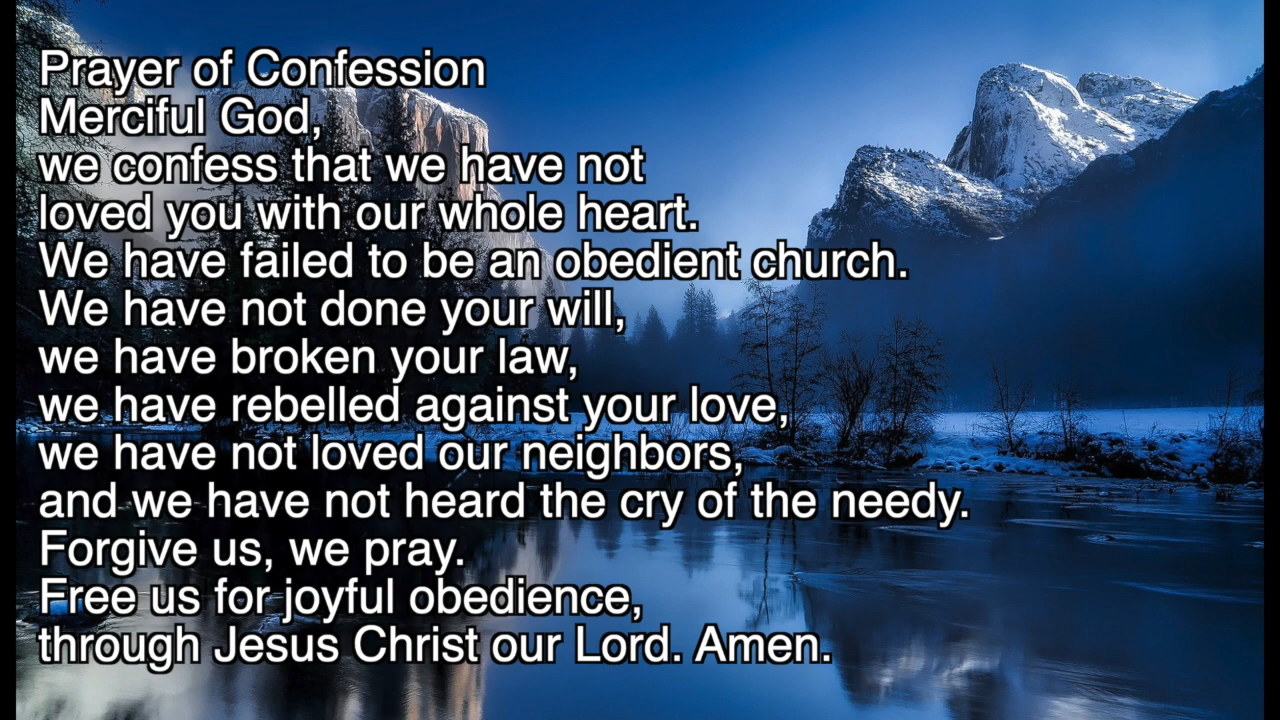 Prayer of Confession
Merciful God,
we confess that we have not
loved you with our whole heart.
We have failed to be an obedient church.
We have not done your will,
we have broken your law,
we have rebelled against your love,
we have not loved our neighbors,
and we have not heard the cry of the needy.
Forgive us, we pray.
Free us for joyful obedience,
through Jesus Christ our Lord. Amen.